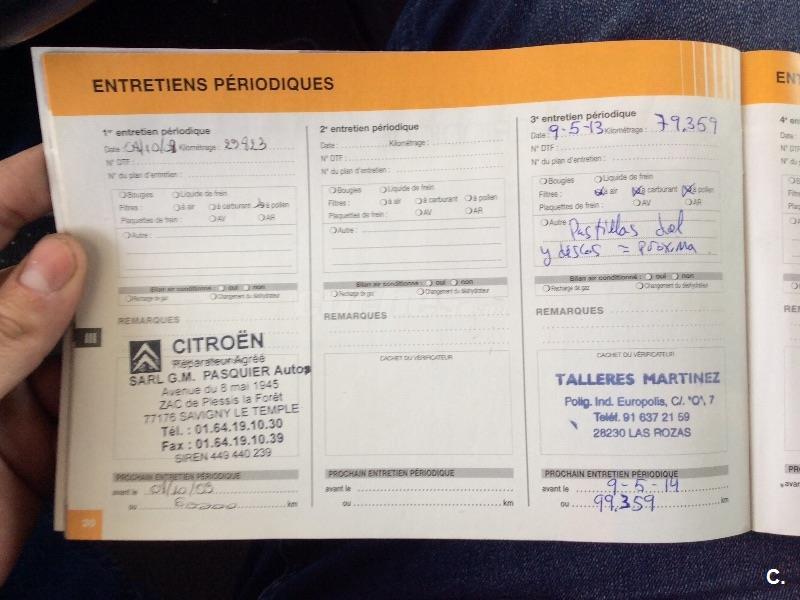 ENTRETIENS PÉRIODIQUES
1er entretien périodique
Date : Kilométrage :
N° DTF :
N° du plan d'entretien :
Bougies Liquide de frein
Filtres : à air à carburant à pollen
Plaquettes de frein : AV AR
Autre :
Bilan air conditionné : oui non
Recharge de gaz Changement du déshydrateur
REMARQUES
CITROËN
Réparateur Agréé
SARL G.M. PASQUIER Autos
Avenue du 8 mai 1945
ZAC de Plessis la Forêt
77176 SAVIGNY LE TEMPLE
Tél. : 01.64.19.10.30
Fax : 01.64.19.10.39
SIREN 449 440 239
PROCHAIN ENTRETIEN PÉRIODIQUE
avant le 01/10/09
ou km
30
2e entretien périodique
Date : Kilométrage :
N° DTF :
N° du plan d'entretien :
Bougies Liquide de frein
Filtres : à air à carburant à pollen
Plaquettes de frein : AV AR
Autre :
Bilan air conditionné : oui non
Recharge de gaz Changement du déshydrateur
REMARQUES
CACHET DU VÉRIFICATEUR
PROCHAIN ENTRETIEN PÉRIODIQUE
avant le
ou km
3e entretien périodique
Date : 9-5-13 Kilométrage : 79.359
N° DTF :
N° du plan d'entretien :
Bougies Liquide de frein
Filtres : à air à carburant à pollen
Plaquettes de frein : AV AR
Autre : Pastillas del
y discos = proxima.
Bilan air conditionné : oui non
Recharge de gaz Changement du déshydrateur
REMARQUES
CACHET DU VÉRIFICATEUR
TALLERES MARTINEZ
Polig. Ind. Europolis, C/. "O", 7
Teléf. 91 637 21 59
28230 LAS ROZAS
PROCHAIN ENTRETIEN PÉRIODIQUE
avant le 9-5-14
ou 99.359 km
EN
4e
Date :
N° DTF
N° du
C.